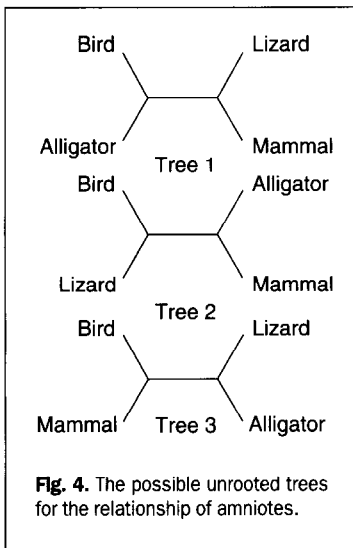 Bird Lizard
Alligator Mammal
Tree 1
Bird Alligator
Lizard Mammal
Tree 2
Bird Lizard
Mammal Tree 3 Alligator
Fig. 4. The possible unrooted trees
for the relationship of amniotes.